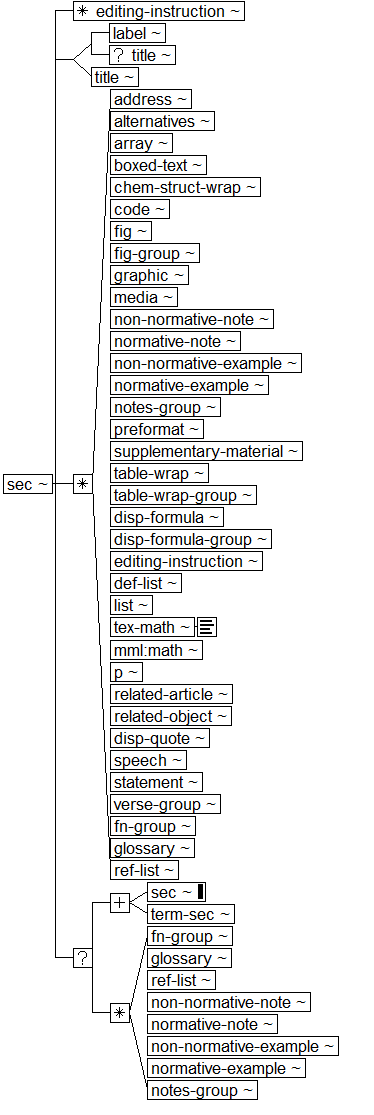 * editing-instruction ~
label ~
? title ~
title ~
address ~
alternatives ~
array ~
boxed-text ~
chem-struct-wrap ~
code ~
fig ~
fig-group ~
graphic ~
media ~
non-normative-note ~
normative-note ~
non-normative-example ~
normative-example ~
notes-group ~
preformat ~
supplementary-material ~
table-wrap ~
sec ~ *
table-wrap-group ~
disp-formula ~
disp-formula-group ~
editing-instruction ~
def-list ~
list ~
tex-math ~
mml:math ~
p ~
related-article ~
related-object ~
disp-quote ~
speech ~
statement ~
verse-group ~
fn-group ~
glossary ~
ref-list ~
sec ~
+
term-sec ~
fn-group ~
? glossary ~
ref-list ~
non-normative-note ~
* normative-note ~
non-normative-example ~
normative-example ~
notes-group ~